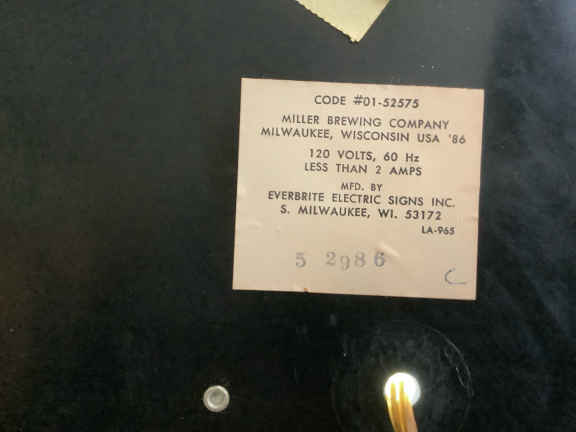 CODE #01-52575
MILLER BREWING COMPANY
MILWAUKEE, WISCONSIN USA '86
120 VOLTS, 60 Hz
LESS THAN 2 AMPS
MFD. BY
EVERBRITE ELECTRIC SIGNS INC.
S. MILWAUKEE, WI. 53172
LA-965
5 2986
C